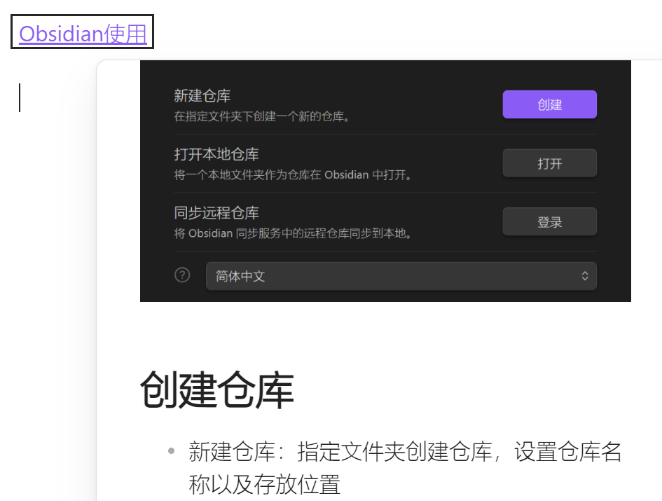 Obsidian使用
新建仓库
在指定文件夹下创建一个新的仓库。
创建
打开本地仓库
将一个本地文件夹作为仓库在 Obsidian 中打开。
打开
同步远程仓库
将 Obsidian 同步服务中的远程仓库同步到本地。
登录
?
简体中文
创建仓库
• 新建仓库：指定文件夹创建仓库，设置仓库名
称以及存放位置